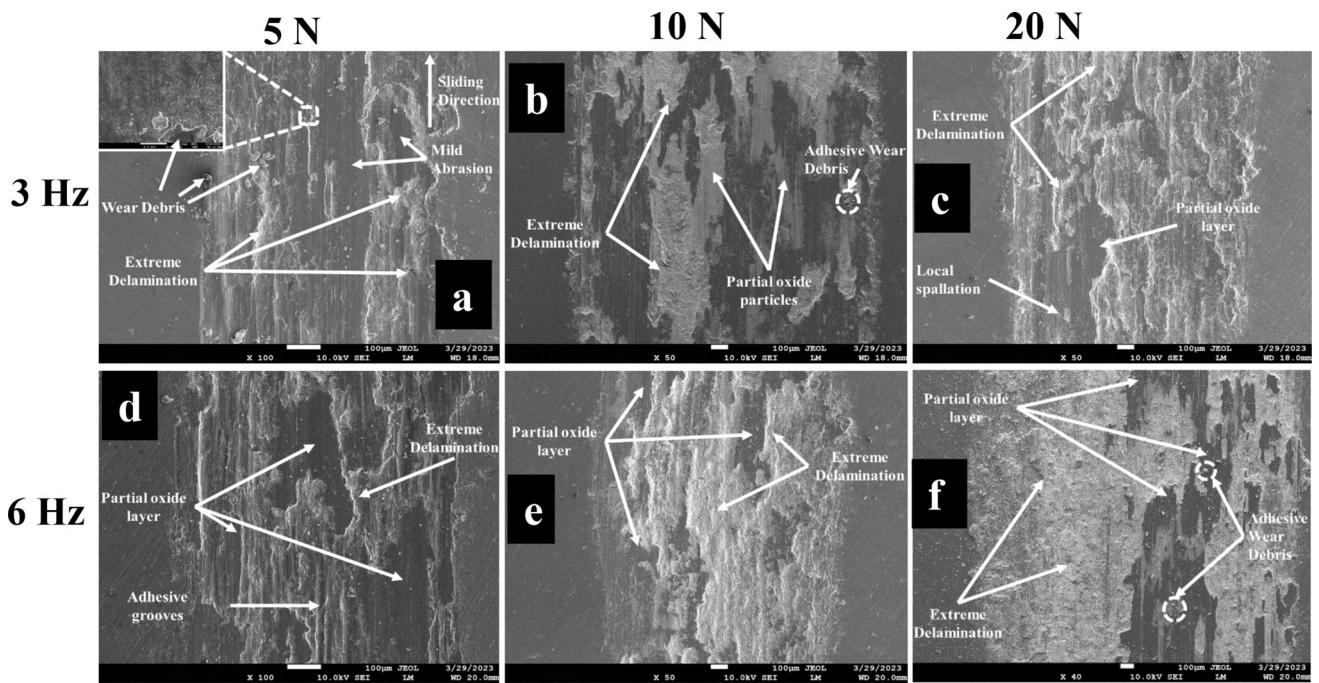 5 N
10 N
20 N
3 Hz
6 Hz
Sliding
Direction
Mild
Abrasion
Wear Debris
Extreme
Delamination
a
X 100
10.0kV SEI
LM
100µm JEOL
3/29/2023
WD 18.0mm
b
Adhesive Wear
Debris
Extreme
Delamination
Partial oxide
particles
X 50
10.0kV SEI
LM
100µm JEOL
3/29/2023
WD 18.0mm
Extreme
Delamination
c
Partial oxide
layer
Local
spallation
X 50
10.0kV SEI
LM
100µm JEOL
3/29/2023
WD 18.0mm
d
Extreme
Delamination
Partial oxide
layer
Adhesive
grooves
X 100
10.0kV SEI
LM
100µm JEOL
3/29/2023
WD 20.0mm
Partial oxide
layer
e
Extreme
Delamination
X 50
10.0kV SEI
LM
100µm JEOL
3/29/2023
WD 20.0mm
Partial oxide
layer
f
Adhesive
Wear
Debris
Extreme
Delamination
X 40
10.0kV SEI
LM
100µm JEOL
3/29/2023
WD 20.0mm